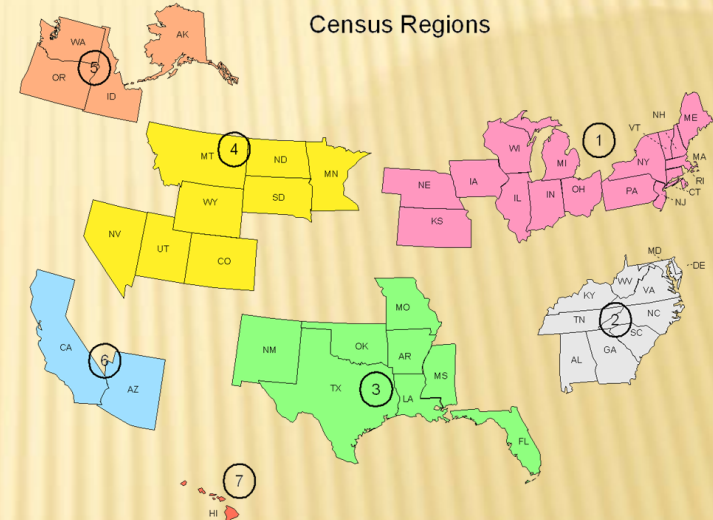 Census Regions
WA
AK
5
OR
ID
4
MT
ND
MN
WY
SD
NV
UT
CO
1
NH
ME
VT
WI
MI
NY
MA
NE
IA
RI
IL
IN
OH
PA
CT
NJ
KS
MD
DE
WV
KY
VA
TN
2
NC
SC
AL
GA
CA
6
AZ
MO
NM
OK
AR
TX
3
MS
LA
FL
7
HI